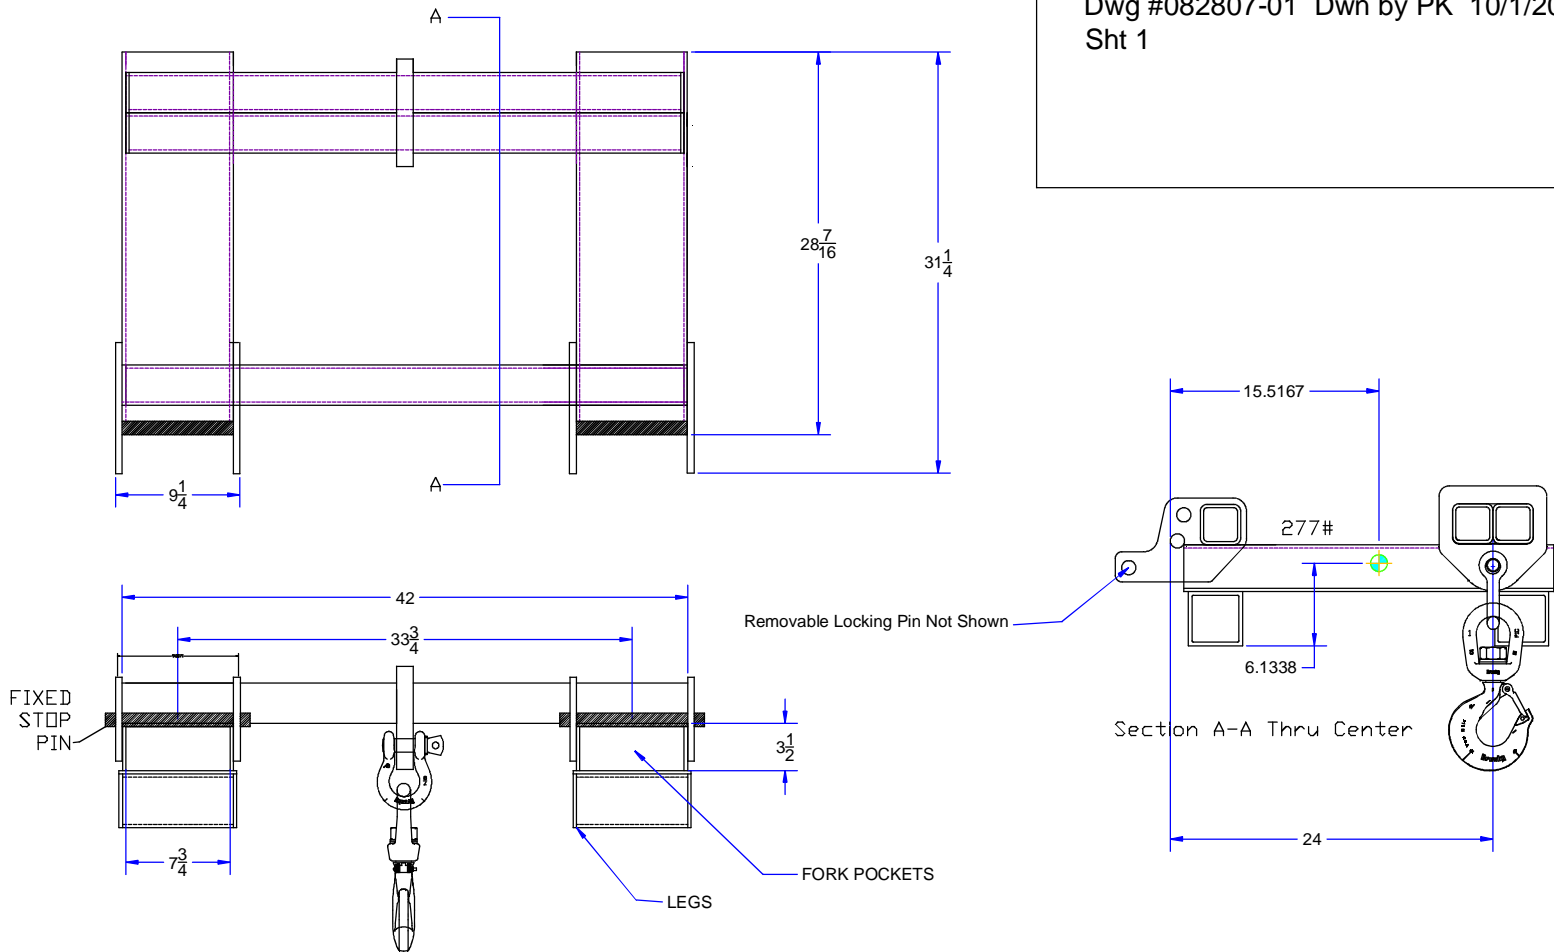 Dwg #082807-01 Dwn by PK 10/1/20
Sht 1
A
A
28 7/16
31 1/4
9 1/4
42
33 3/4
FIXED
STOP
PIN
3 1/2
7 3/4
FORK POCKETS
LEGS
15.5167
277#
Removable Locking Pin Not Shown
6.1338
Section A-A Thru Center
24